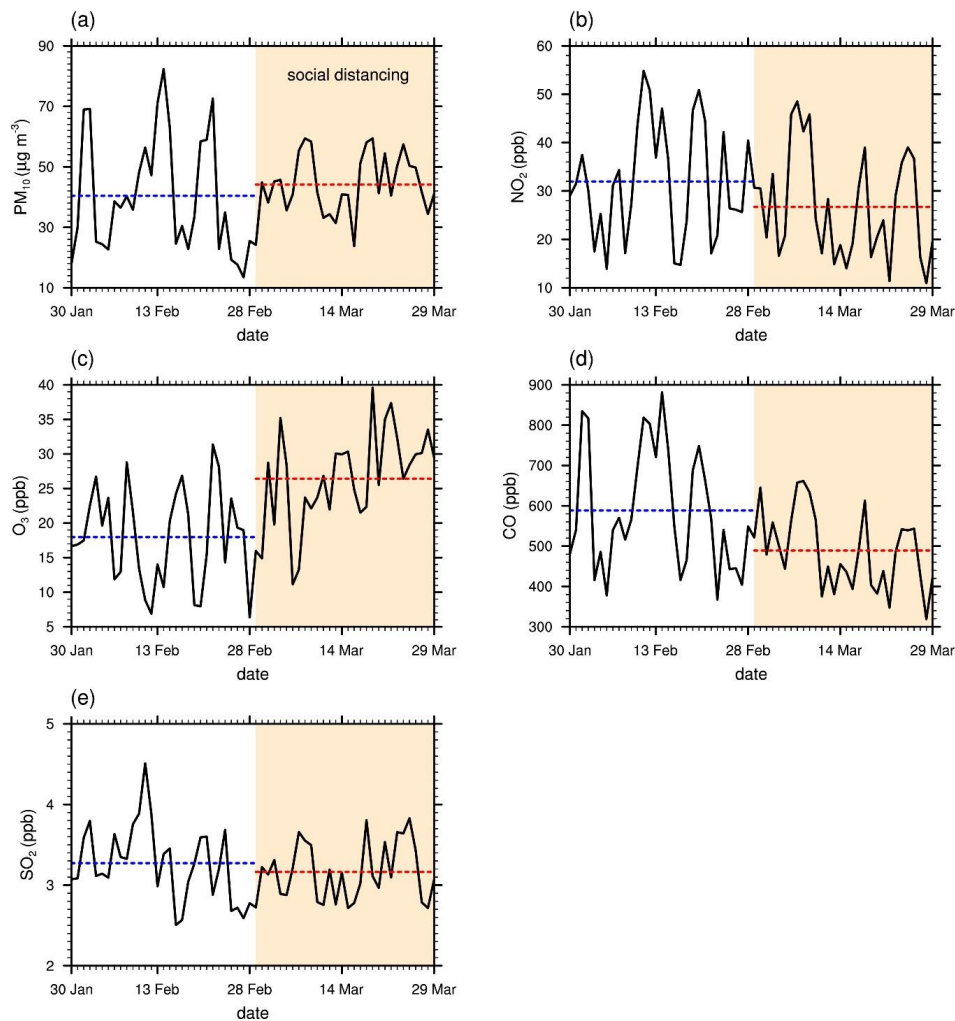 (a)
90
70
50
30
10
PM₁₀ (µg m⁻³)
social distancing
30 Jan 13 Feb 28 Feb 14 Mar 29 Mar
date
(b)
60
50
40
30
20
10
NO₂ (ppb)
30 Jan 13 Feb 28 Feb 14 Mar 29 Mar
date
(c)
40
35
30
25
20
15
10
5
O₃ (ppb)
30 Jan 13 Feb 28 Feb 14 Mar 29 Mar
date
(d)
900
800
700
600
500
400
300
CO (ppb)
30 Jan 13 Feb 28 Feb 14 Mar 29 Mar
date
(e)
5
4
3
2
SO₂ (ppb)
30 Jan 13 Feb 28 Feb 14 Mar 29 Mar
date